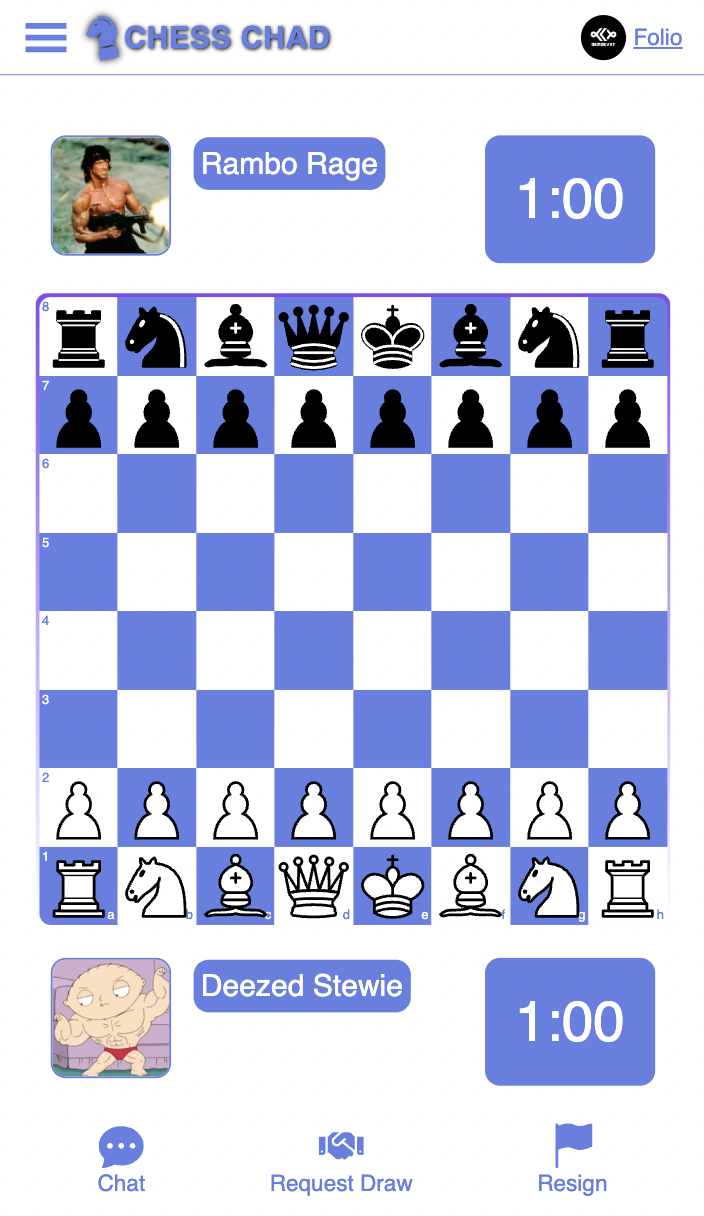 CHESS CHAD
DEMDEVAT
Folio
Rambo Rage
1:00
8
7
6
5
4
3
2
1
a
b
c
d
e
f
g
h
Deezed Stewie
1:00
Chat
Request Draw
Resign